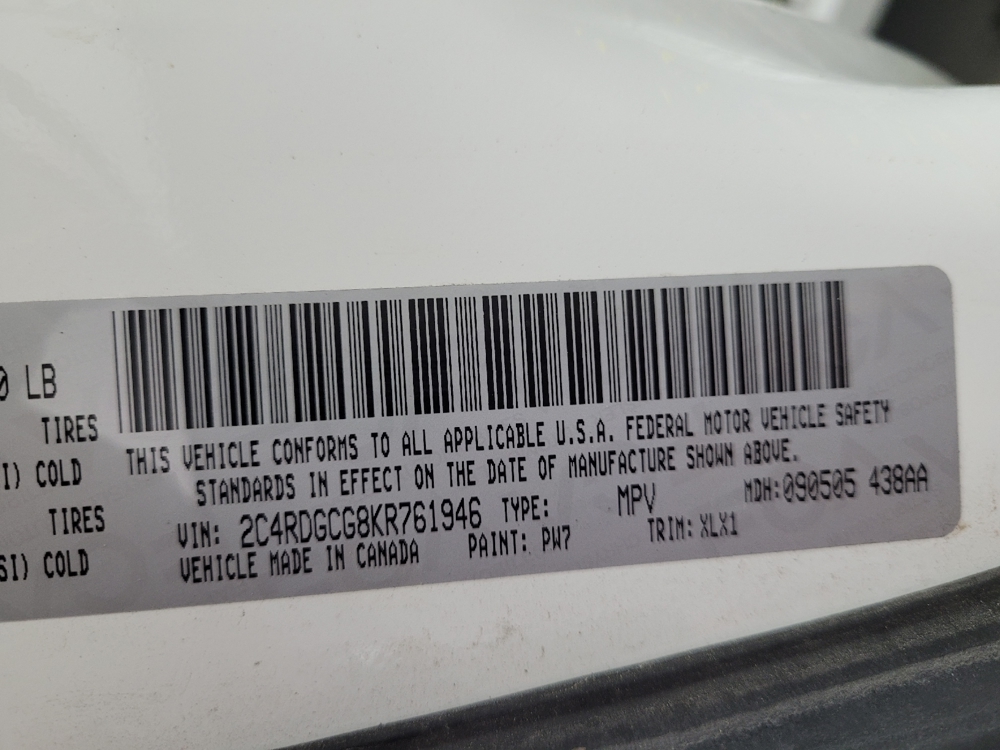 0 LB
TIRES
I) COLD
TIRES
SI) COLD
THIS VEHICLE CONFORMS TO ALL APPLICABLE U.S.A. FEDERAL MOTOR VEHICLE SAFETY
STANDARDS IN EFFECT ON THE DATE OF MANUFACTURE SHOWN ABOVE.
VIN: 2C4RDGCG8KR761946 TYPE: MPV MDH:090505 438AA
VEHICLE MADE IN CANADA PAINT: PW7 TRIM: XLX1